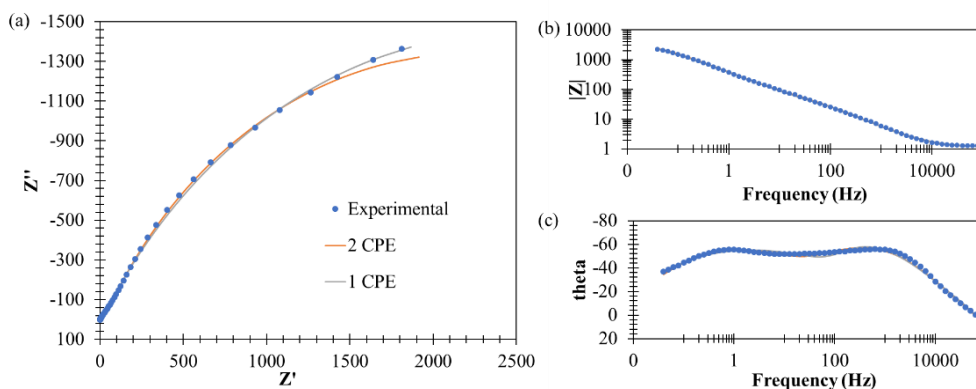 (a)
-1500
-1300
-1100
-900
-700
-500
-300
-100
100
Z''
0
500
1000
1500
2000
2500
Z'
Experimental
2 CPE
1 CPE
(b)
10000
1000
100
10
1
|Z|
0
1
100
10000
Frequency (Hz)
(c)
-80
-60
-40
-20
0
20
theta
0
1
100
10000
Frequency (Hz)